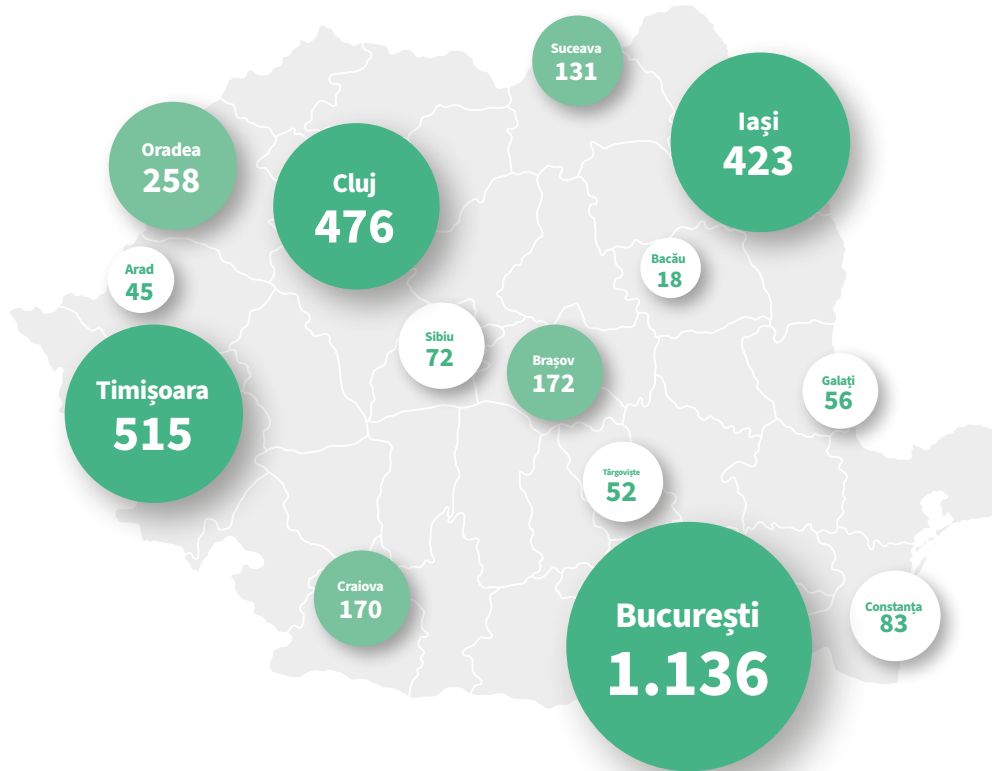 Suceava
131
Iași
423
Oradea
258
Cluj
476
Bacău
18
Arad
45
Sibiu
72
Brașov
172
Timișoara
515
Galați
56
Târgoviște
52
Craiova
170
București
1.136
Constanța
83